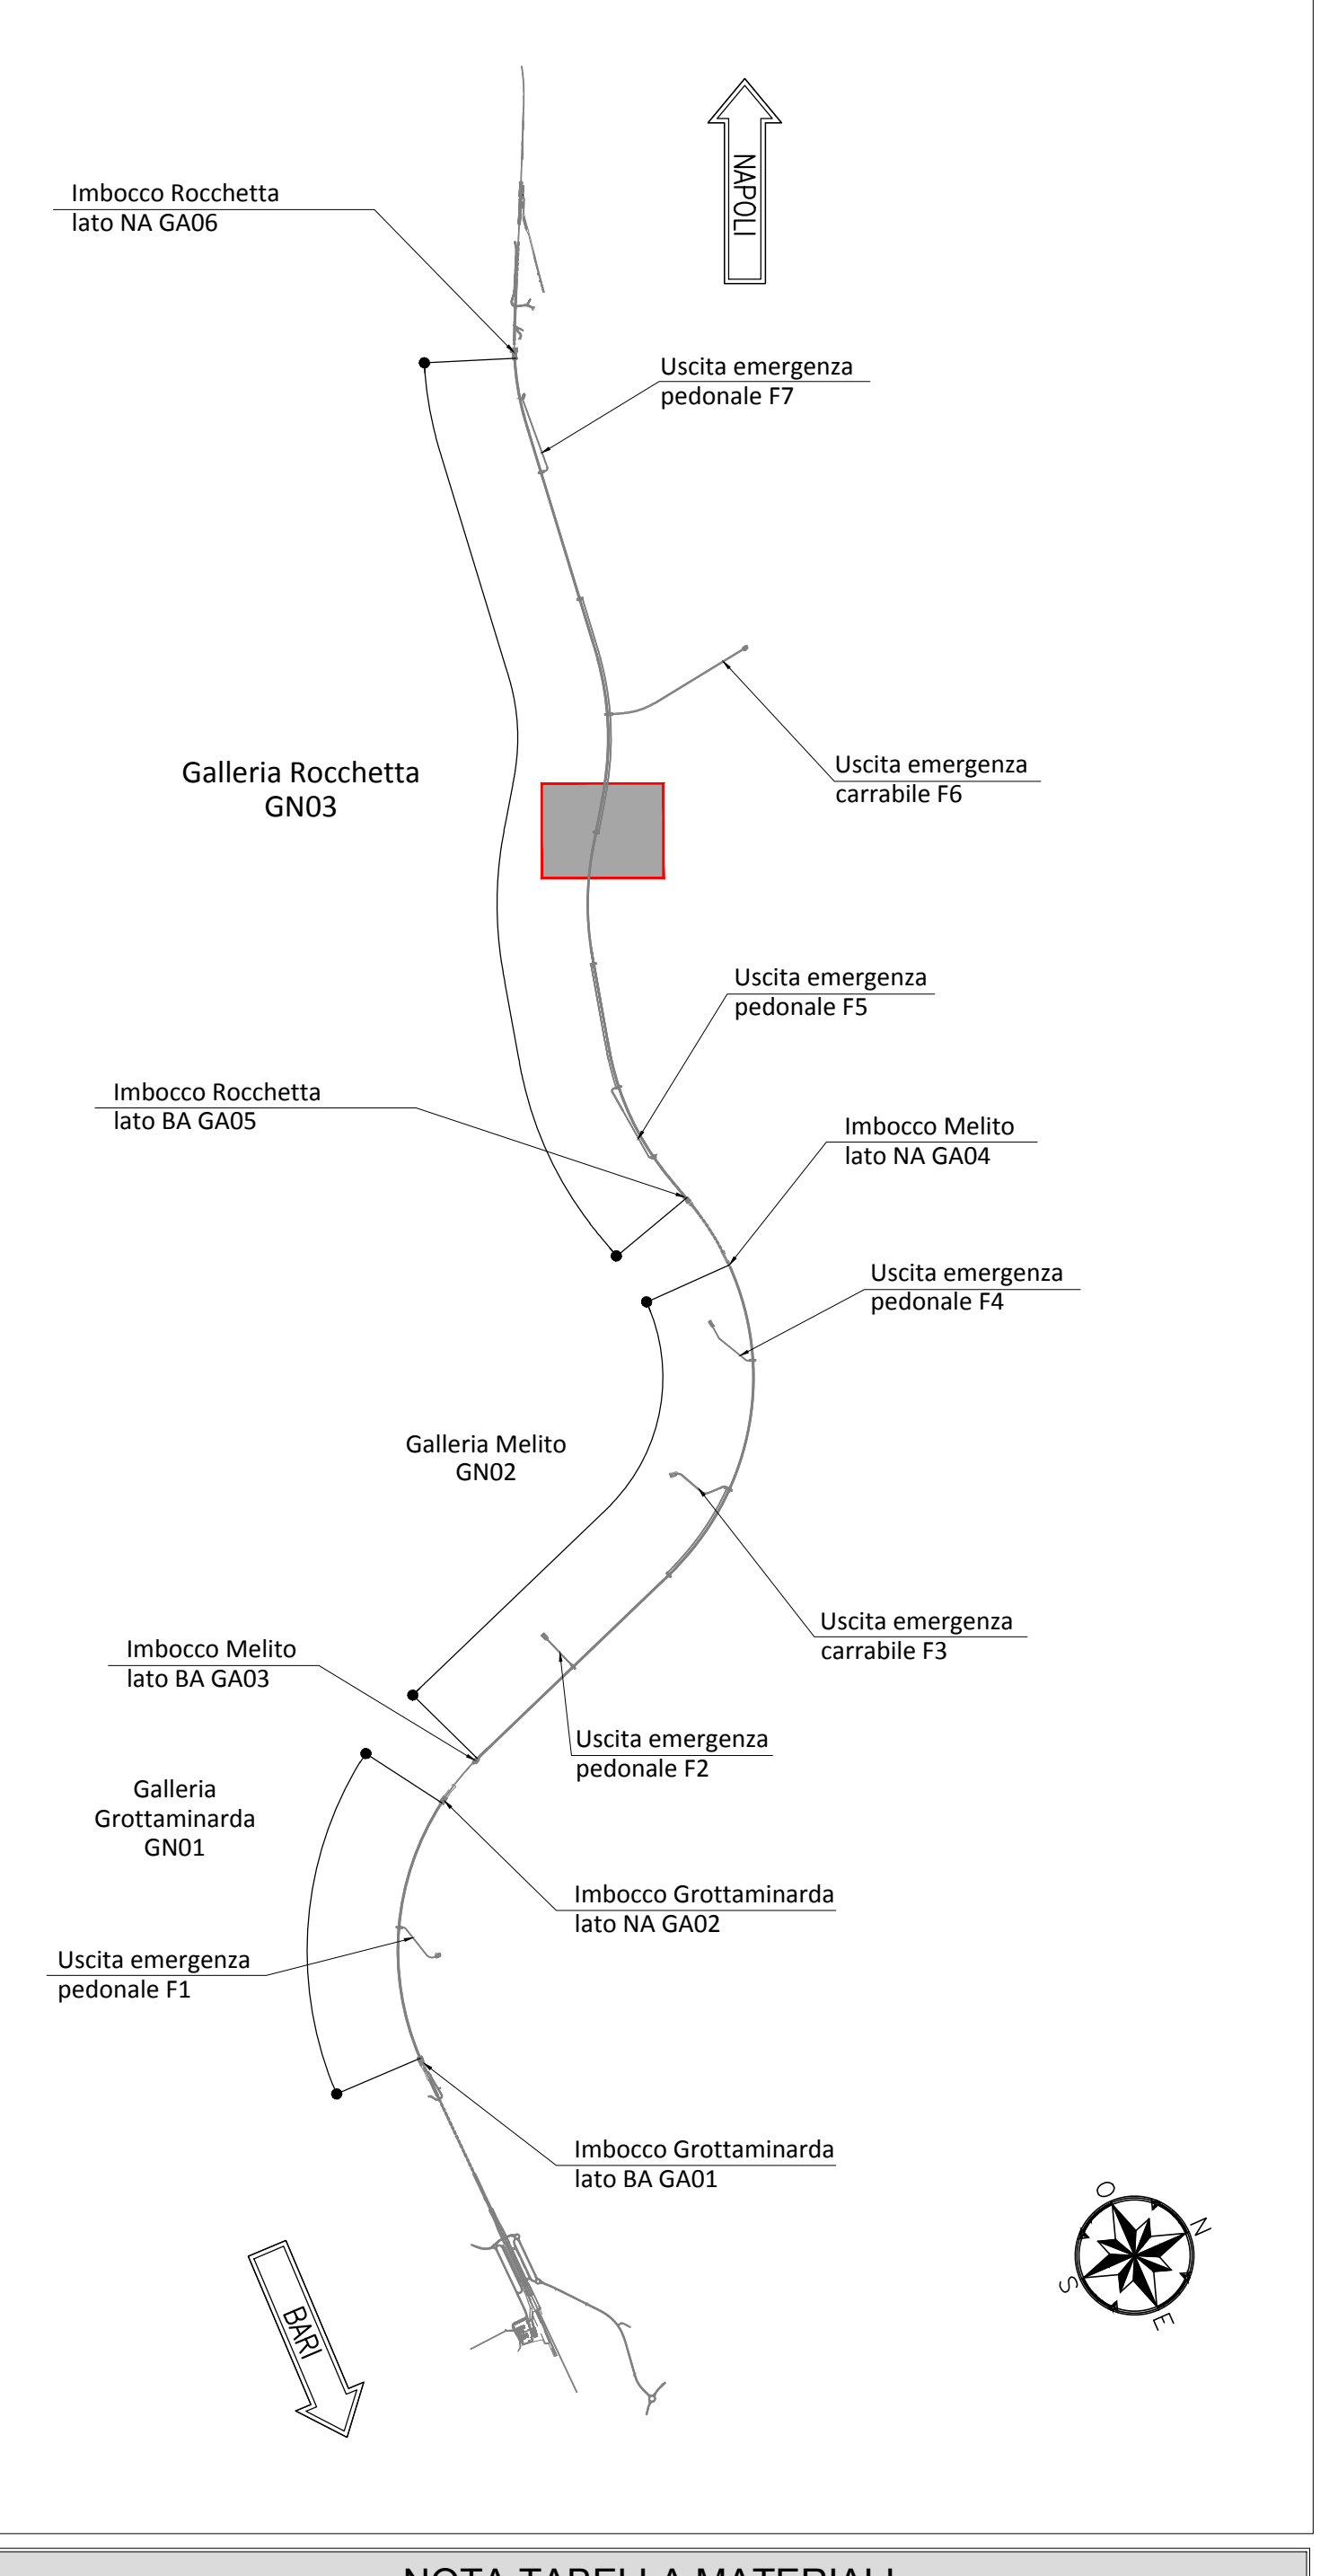 NAPOLI
Imbocco Rocchetta
lato NA GA06
Uscita emergenza
pedonale F7
Uscita emergenza
carrabile F6
Galleria Rocchetta
GN03
Uscita emergenza
pedonale F5
Imbocco Rocchetta
lato BA GA05
Imbocco Melito
lato NA GA04
Uscita emergenza
pedonale F4
Galleria Melito
GN02
Uscita emergenza
carrabile F3
Imbocco Melito
lato BA GA03
Uscita emergenza
pedonale F2
Galleria
Grottaminarda
GN01
Imbocco Grottaminarda
lato NA GA02
Uscita emergenza
pedonale F1
Imbocco Grottaminarda
lato BA GA01
O
N
S
E
BARI
NOTA TABELLA MATERIALI